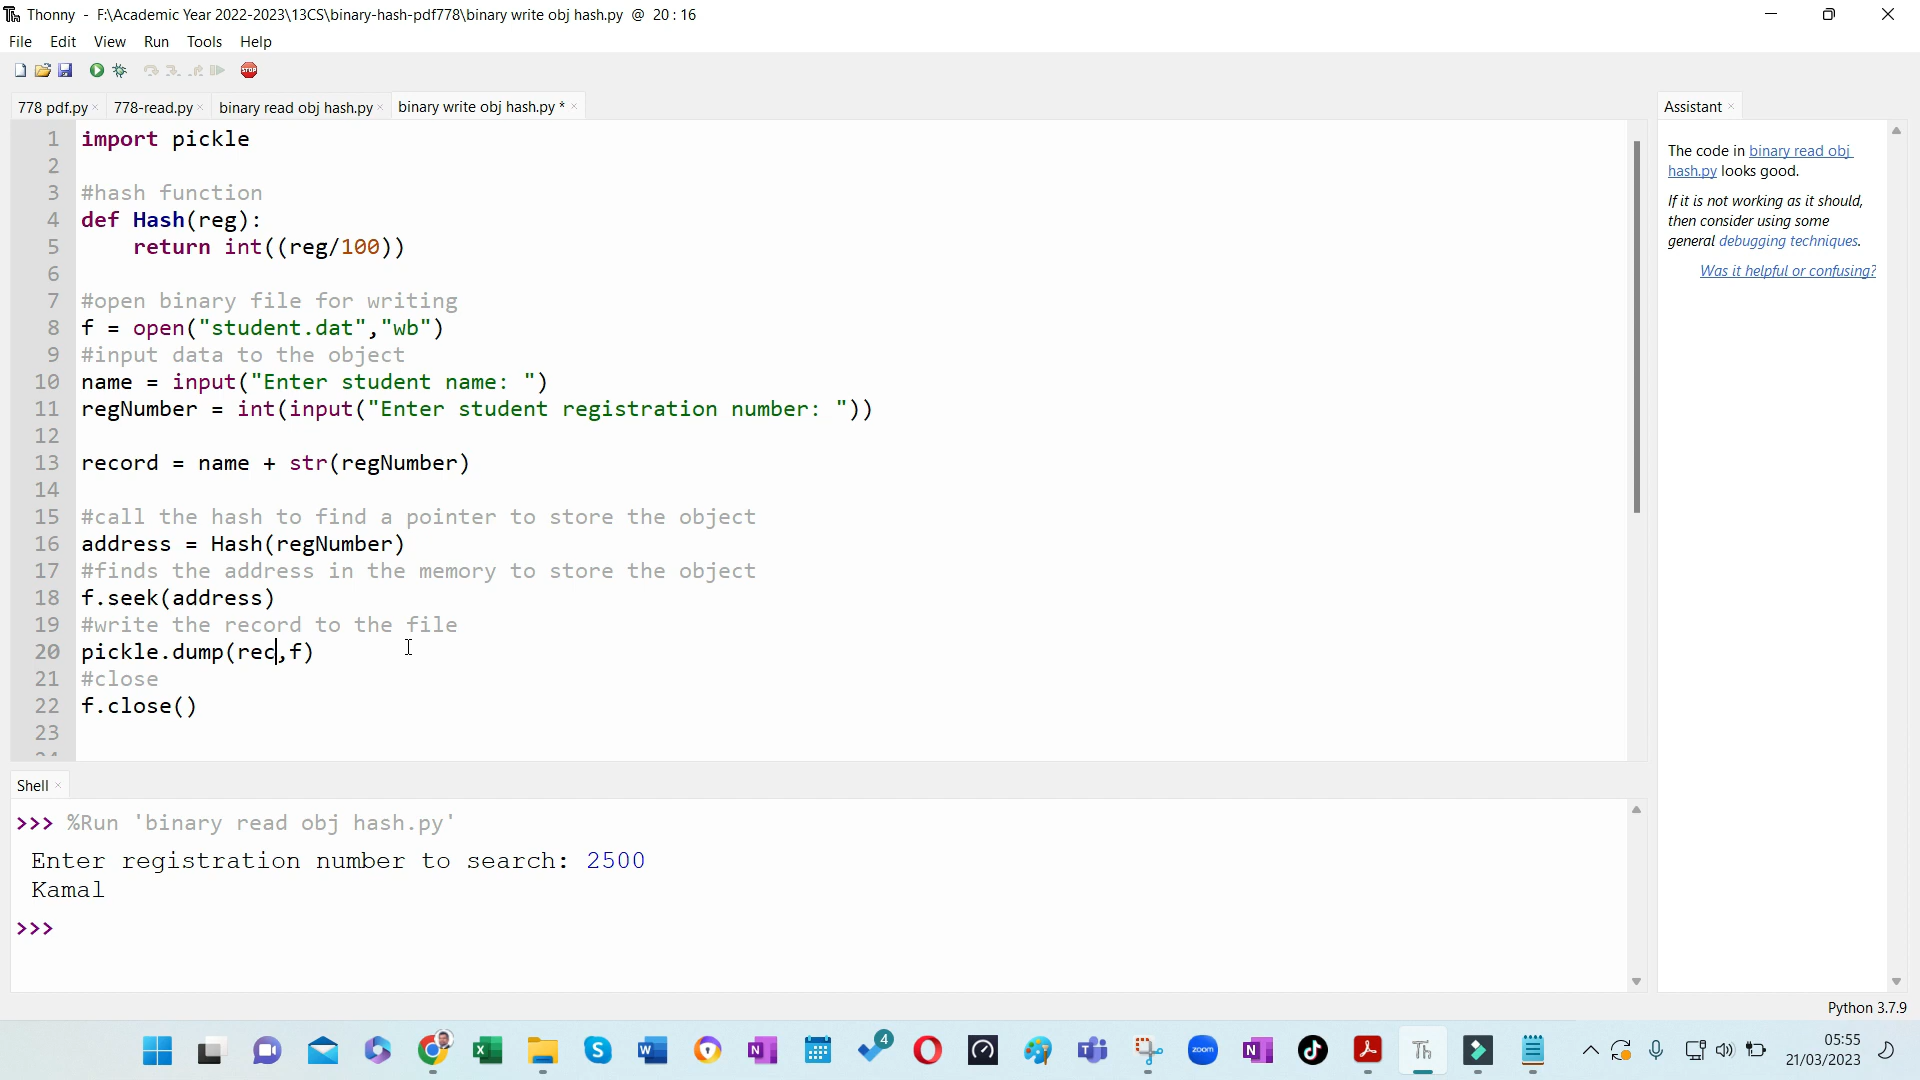 Thonny - F:\Academic Year 2022-2023\13CS\binary-hash-pdf778\binary write obj hash.py @ 20 : 16
File Edit View Run Tools Help
STOP
778 pdf.py × 778-read.py × binary read obj hash.py × binary write obj hash.py * ×
1 import pickle
2
3 #hash function
4 def Hash(reg):
5 return int((reg/100))
6
7 #open binary file for writing
8 f = open("student.dat","wb")
9 #input data to the object
10 name = input("Enter student name: ")
11 regNumber = int(input("Enter student registration number: "))
12
13 record = name + str(regNumber)
14
15 #call the hash to find a pointer to store the object
16 address = Hash(regNumber)
17 #finds the address in the memory to store the object
18 f.seek(address)
19 #write the record to the file
20 pickle.dump(rec,f)
21 #close
22 f.close()
23
Assistant ×
The code in binary read obj
hash.py looks good.
If it is not working as it should,
then consider using some
general debugging techniques.
Was it helpful or confusing?
Shell ×
>>> %Run 'binary read obj hash.py'
Enter registration number to search: 2500
Kamal
>>>
Python 3.7.9
4
zoom
Th
05:55
21/03/2023